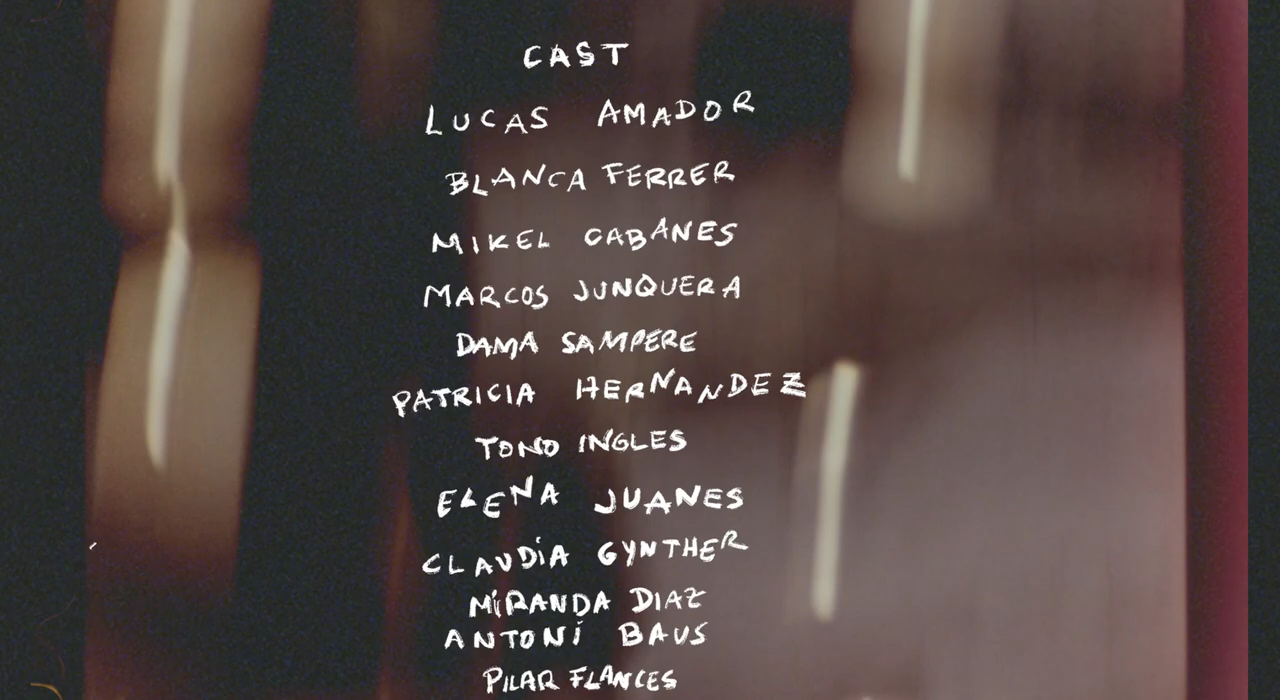 CAST
LUCAS AMADOR
BLANCA FERRER
MIKEL CABANES
MARCOS JUNQUERA
DAMA SAMPERE
PATRICIA HERNANDEZ
TONO INGLES
ELENA JUANES
CLAUDiA GYNTHER
MiRANDA DIAZ
ANTONi BAUS
PILAR FLANCES